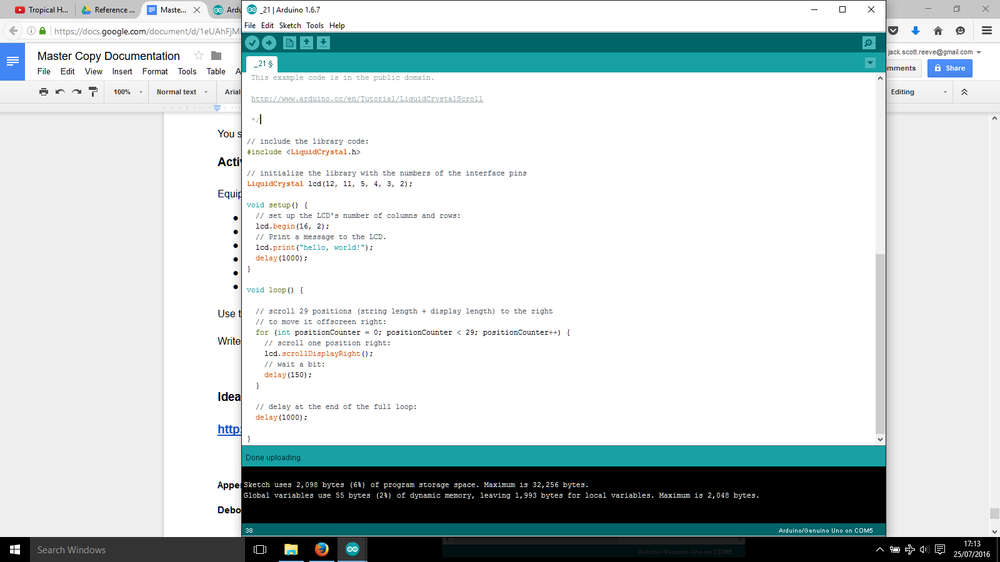 Tropical H...
Reference ...
Maste...
Ardu
_21 | Arduino 1.6.7
https://docs.google.com/document/d/1eUAhFjM
File Edit Sketch Tools Help
Master Copy Documentation
jack.scott.reeve@gmail.com
File Edit View Insert Format Tools Table A
mments
Share
_21 §
100%
Normal text
Arial
Editing
You s
Activ
Equip
Use t
Write
Idea
http:
Appe
Debo
This example code is in the public domain.
http://www.arduino.cc/en/Tutorial/LiquidCrystalScroll
*/
// include the library code:
#include <LiquidCrystal.h>
// initialize the library with the numbers of the interface pins
LiquidCrystal lcd(12, 11, 5, 4, 3, 2);
void setup() {
// set up the LCD's number of columns and rows:
lcd.begin(16, 2);
// Print a message to the LCD.
lcd.print("hello, world!");
delay(1000);
}
void loop() {
// scroll 29 positions (string length + display length) to the right
// to move it offscreen right:
for (int positionCounter = 0; positionCounter < 29; positionCounter++) {
// scroll one position right:
lcd.scrollDisplayRight();
// wait a bit:
delay(150);
}
// delay at the end of the full loop:
delay(1000);
}
Done uploading.
Sketch uses 2,098 bytes (6%) of program storage space. Maximum is 32,256 bytes.
Global variables use 55 bytes (2%) of dynamic memory, leaving 1,993 bytes for local variables. Maximum is 2,048 bytes.
38
Arduino/Genuino Uno on COM5
Search Windows
Arduino/Genuino Uno on COM5
17:13
25/07/2016